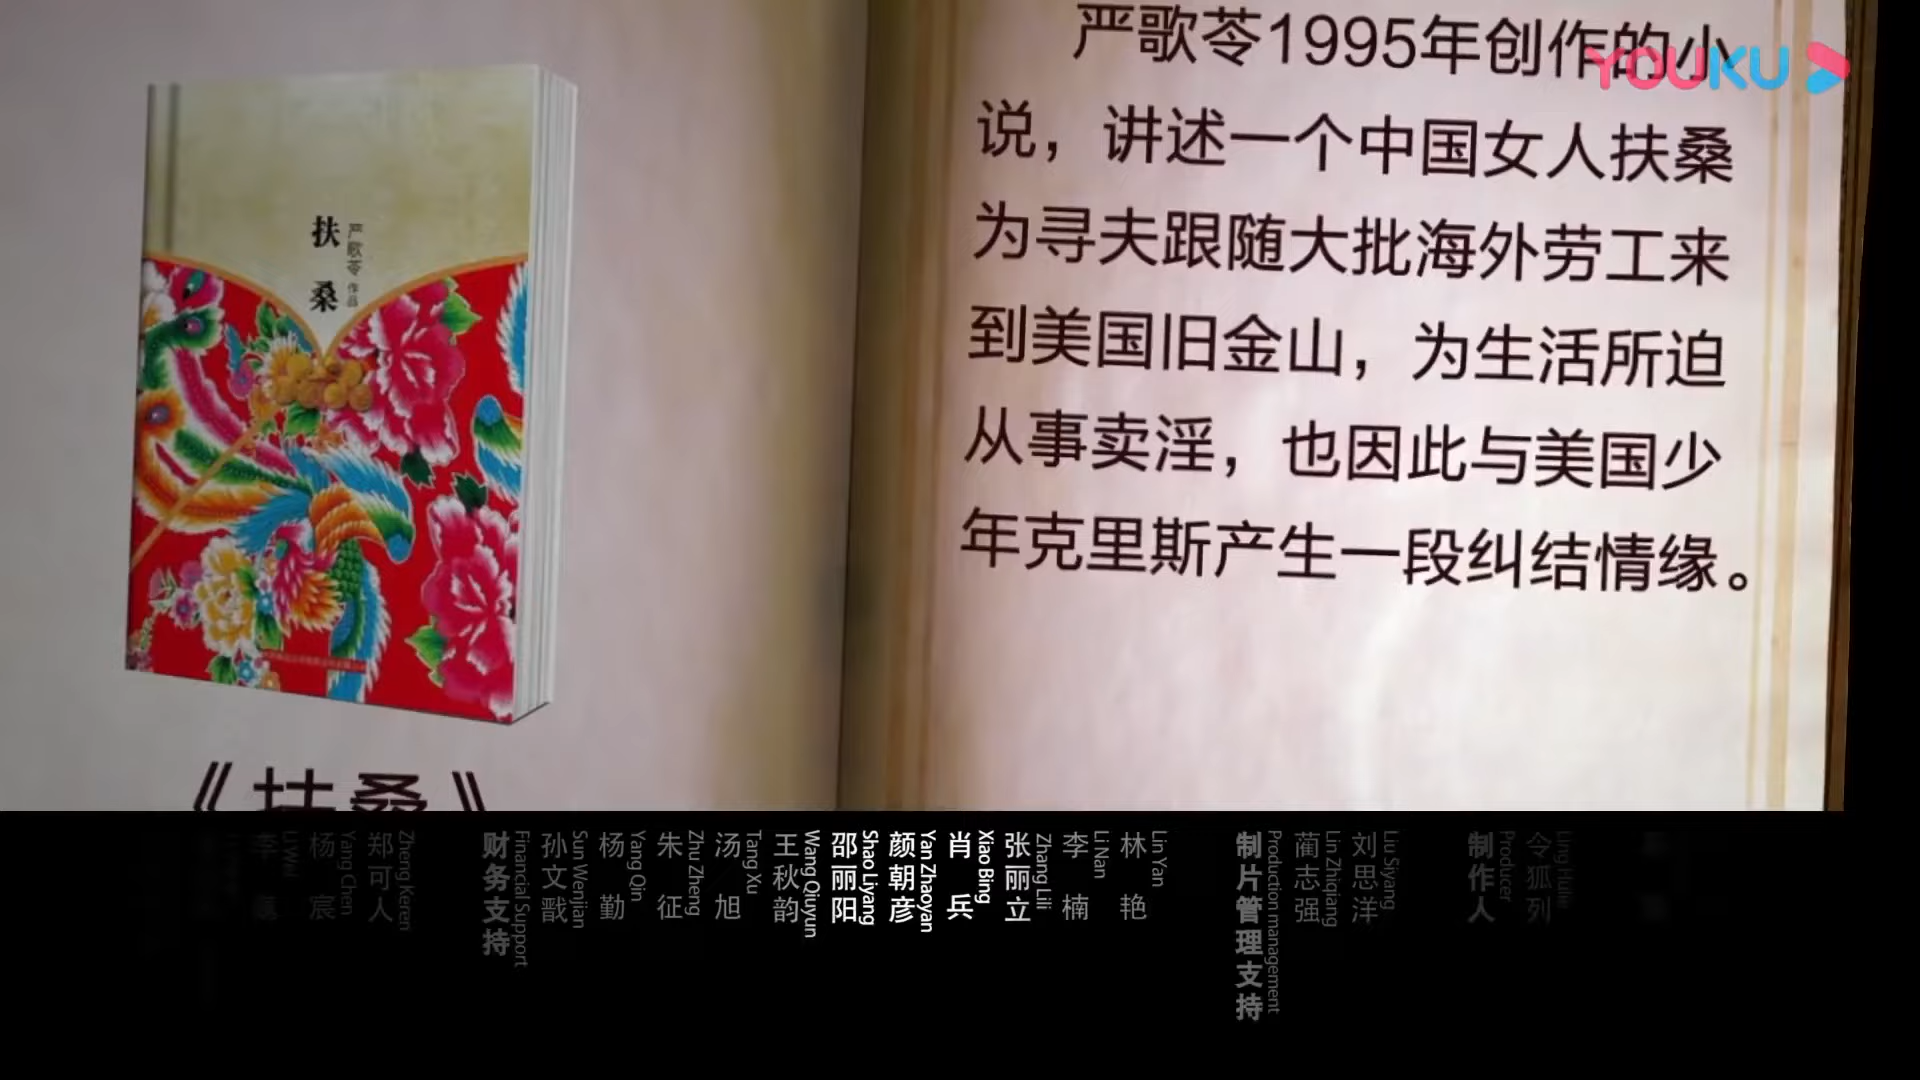 严歌苓1995年创作的小
说，讲述一个中国女人扶桑
为寻夫跟随大批海外劳工来
到美国旧金山，为生活所迫
从事卖淫，也因此与美国少
年克里斯产生一段纠结情缘。
YOUKU
扶桑
严歌苓 作品
《扶桑》
杨宸
Yang Chen
郑可人
Zheng Keren
财务支持
Financial Support
孙文戬
Sun Wenjian
杨勤
Yang Qin
朱征
Zhu Zheng
汤旭
Tang Xu
王秋韵
Wang Qiuyun
邵丽阳
Shao Liyang
颜朝彦
Yan Zhaoyan
肖兵
Xiao Bing
张丽立
Zhang Lili
李楠
Li Nan
林艳
Lin Yan
制片管理支持
Production management
蔺志强
Lin Zhiqiang
刘思洋
Liu Siyang
制作人
Producer
令狐列